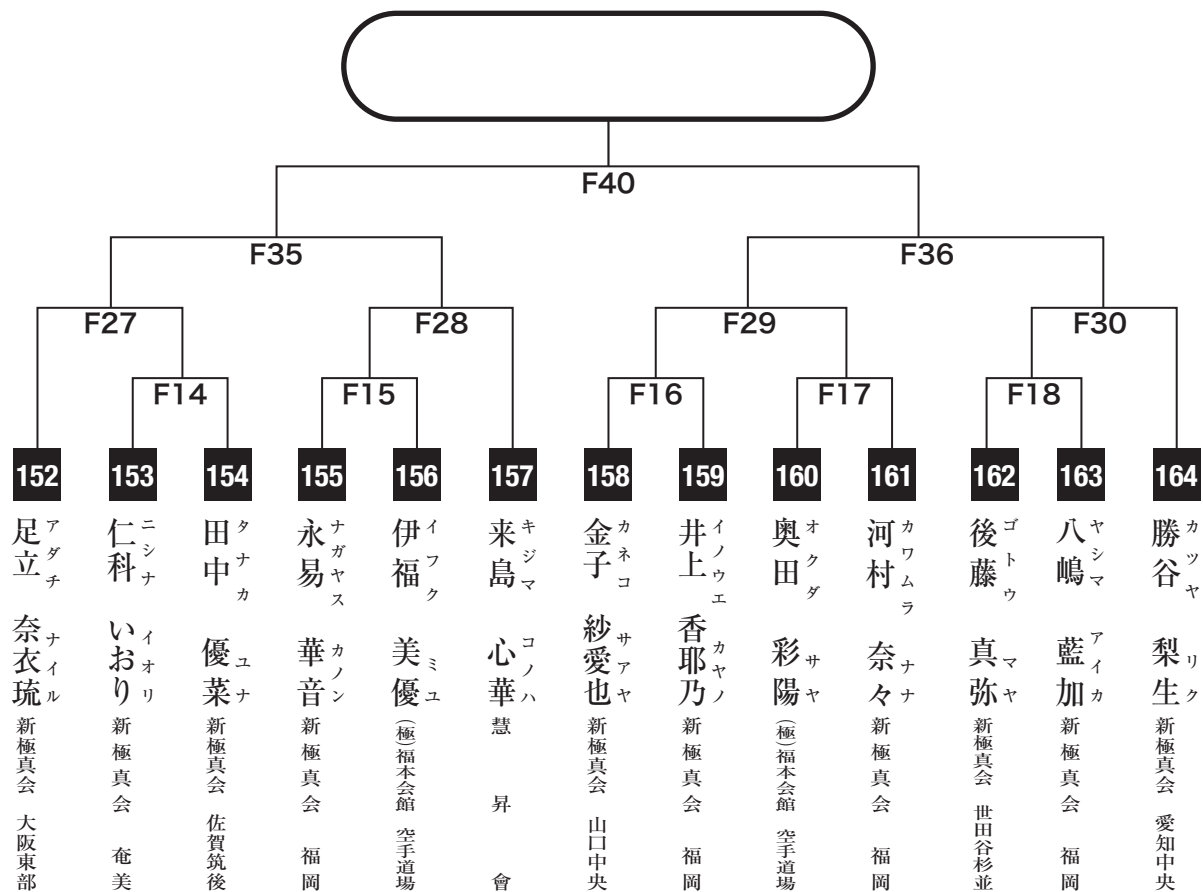 F40
F35
F36
F27
F28
F29
F30
F14
F15
F16
F17
F18
152
足立 奈衣琉
アダチ ナイル
新極真会 大阪東部
153
仁科 いおり
ニシナ イオリ
新極真会 奄美
154
田中 優菜
タナカ ユナ
新極真会 佐賀筑後
155
永易 華音
ナガヤス カノン
新極真会 福岡
156
伊福 美優
イフク ミユ
(極)福本会館 空手道場
157
来島 心華
キジマ コノハ
慧昇會
158
金子 紗愛也
カネコ サアヤ
新極真会 山口中央
159
井上 香耶乃
イノウエ カヤノ
新極真会 福岡
160
奥田 彩陽
オクダ サヤ
(極)福本会館 空手道場
161
河村 奈々
カワムラ ナナ
新極真会 福岡
162
後藤 真弥
ゴトウ マヤ
新極真会 世田谷杉並
163
八嶋 藍加
ヤシマ アイカ
新極真会 福岡
164
勝谷 梨生
カツヤ リク
新極真会 愛知中央